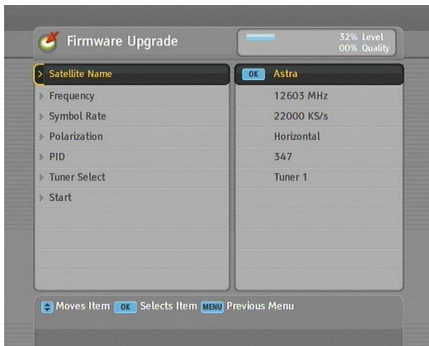 Firmware Upgrade
32% Level
00% Quality
Satellite Name OK Astra
Frequency 12603 MHz
Symbol Rate 22000 KS/s
Polarization Horizontal
PID 347
Tuner Select Tuner 1
Start
Moves Item OK Selects Item MENU Previous Menu